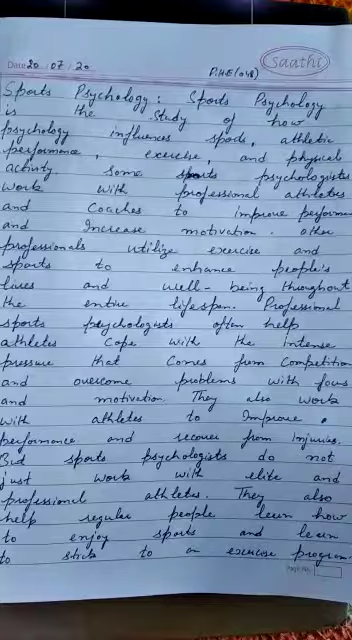 saathi
Date 20 / 07 / 20
P.HE(048)
Sports Psychology : Sports Psychology
is the study of how
psychology influences spods, athletic
performance, exercise, and physical
activity. Some sports psychologists
work with professional athletes
and Coaches to improve performan
and Increase motivation. other
professionals utilize exercise and
sports to enhance people's
lives and well-being throughout
the entire lifespan. Professional
sports psychologists often help
athletes Cope with the intense
pressure that Comes from Competition
and overcome problems with focus
and motivation. They also work
with athletes to Improve
performance and recover from injuries.
But sports psychologists do not
just work with elite and
professional athletes. They also
help regular people learn how
to enjoy sports and learn
to stick to an exercise program
Page No.